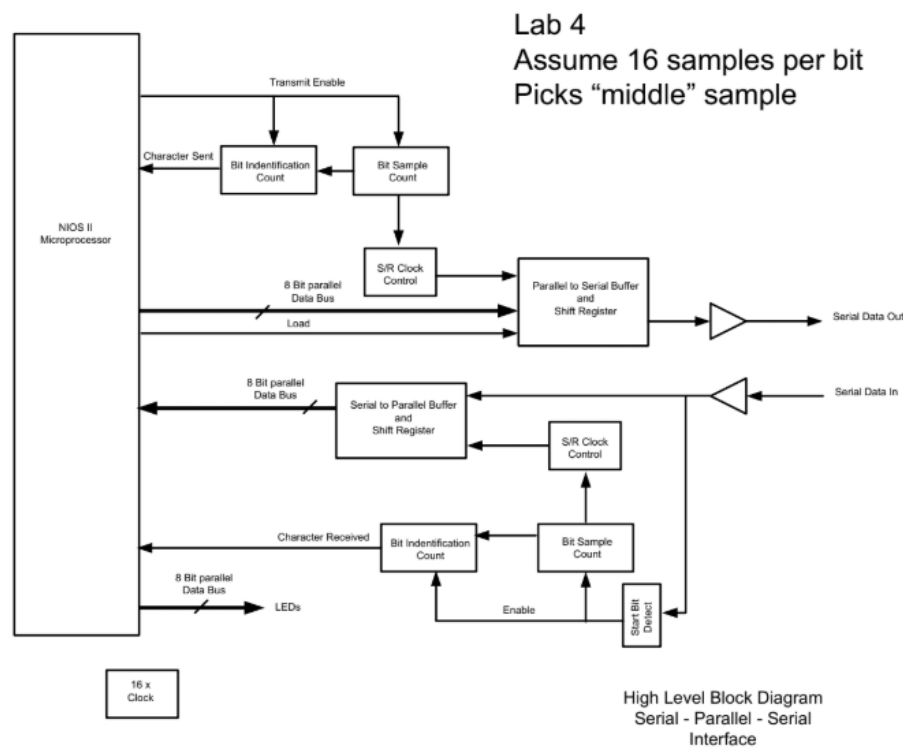 Lab 4
Assume 16 samples per bit
Picks “middle” sample
Transmit Enable
Character Sent
Bit Indentification
Count
Bit Sample
Count
NIOS II
Microprocessor
S/R Clock
Control
8 Bit parallel
Data Bus
Load
Parallel to Serial Buffer
and
Shift Register
Serial Data Out
8 Bit parallel
Data Bus
Serial to Parallel Buffer
and
Shift Register
Serial Data In
S/R Clock
Control
Character Received
Bit Indentification
Count
Bit Sample
Count
8 Bit parallel
Data Bus
LEDs
Enable
Start Bit
Detect
16 x
Clock
High Level Block Diagram
Serial - Parallel - Serial
Interface